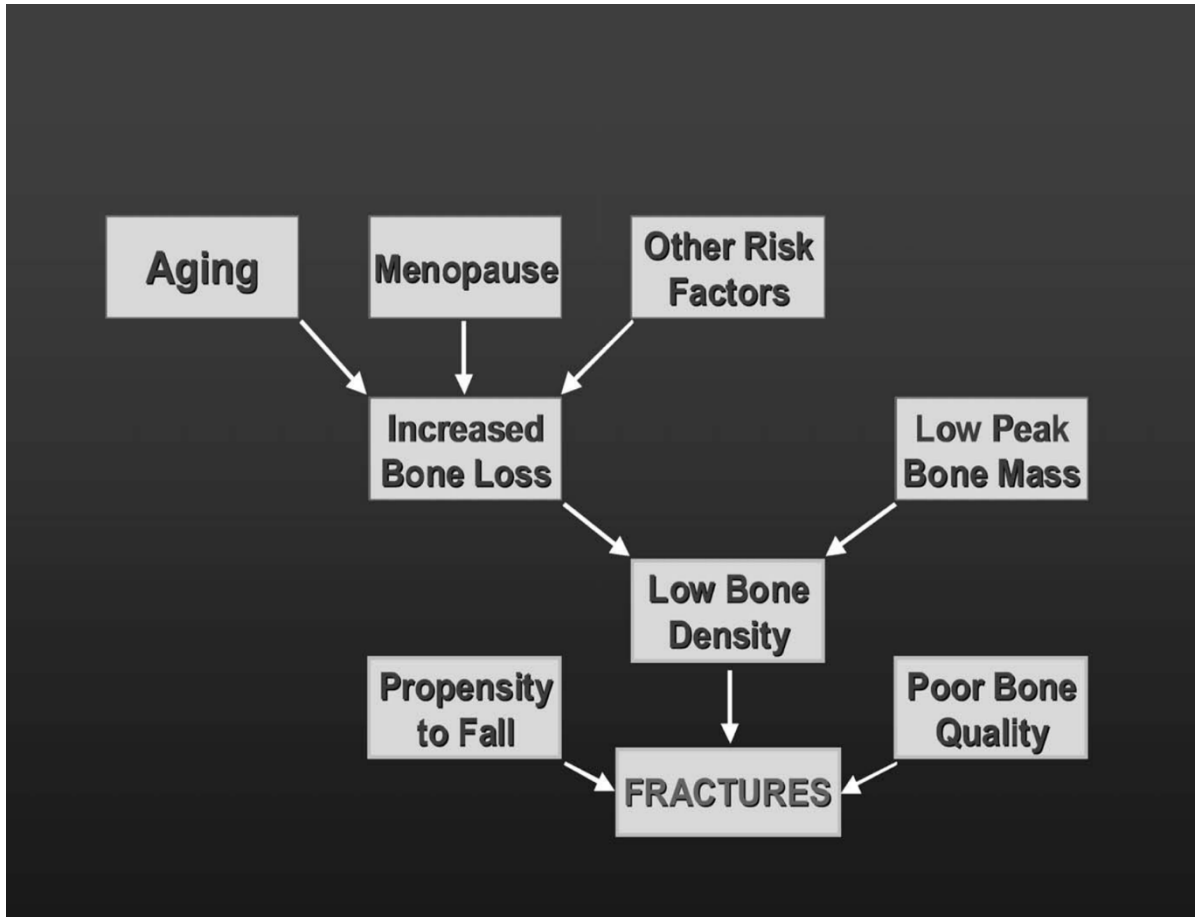 Aging
Menopause
Other Risk
Factors
Increased
Bone Loss
Low Peak
Bone Mass
Low Bone
Density
Propensity
to Fall
Poor Bone
Quality
FRACTURES